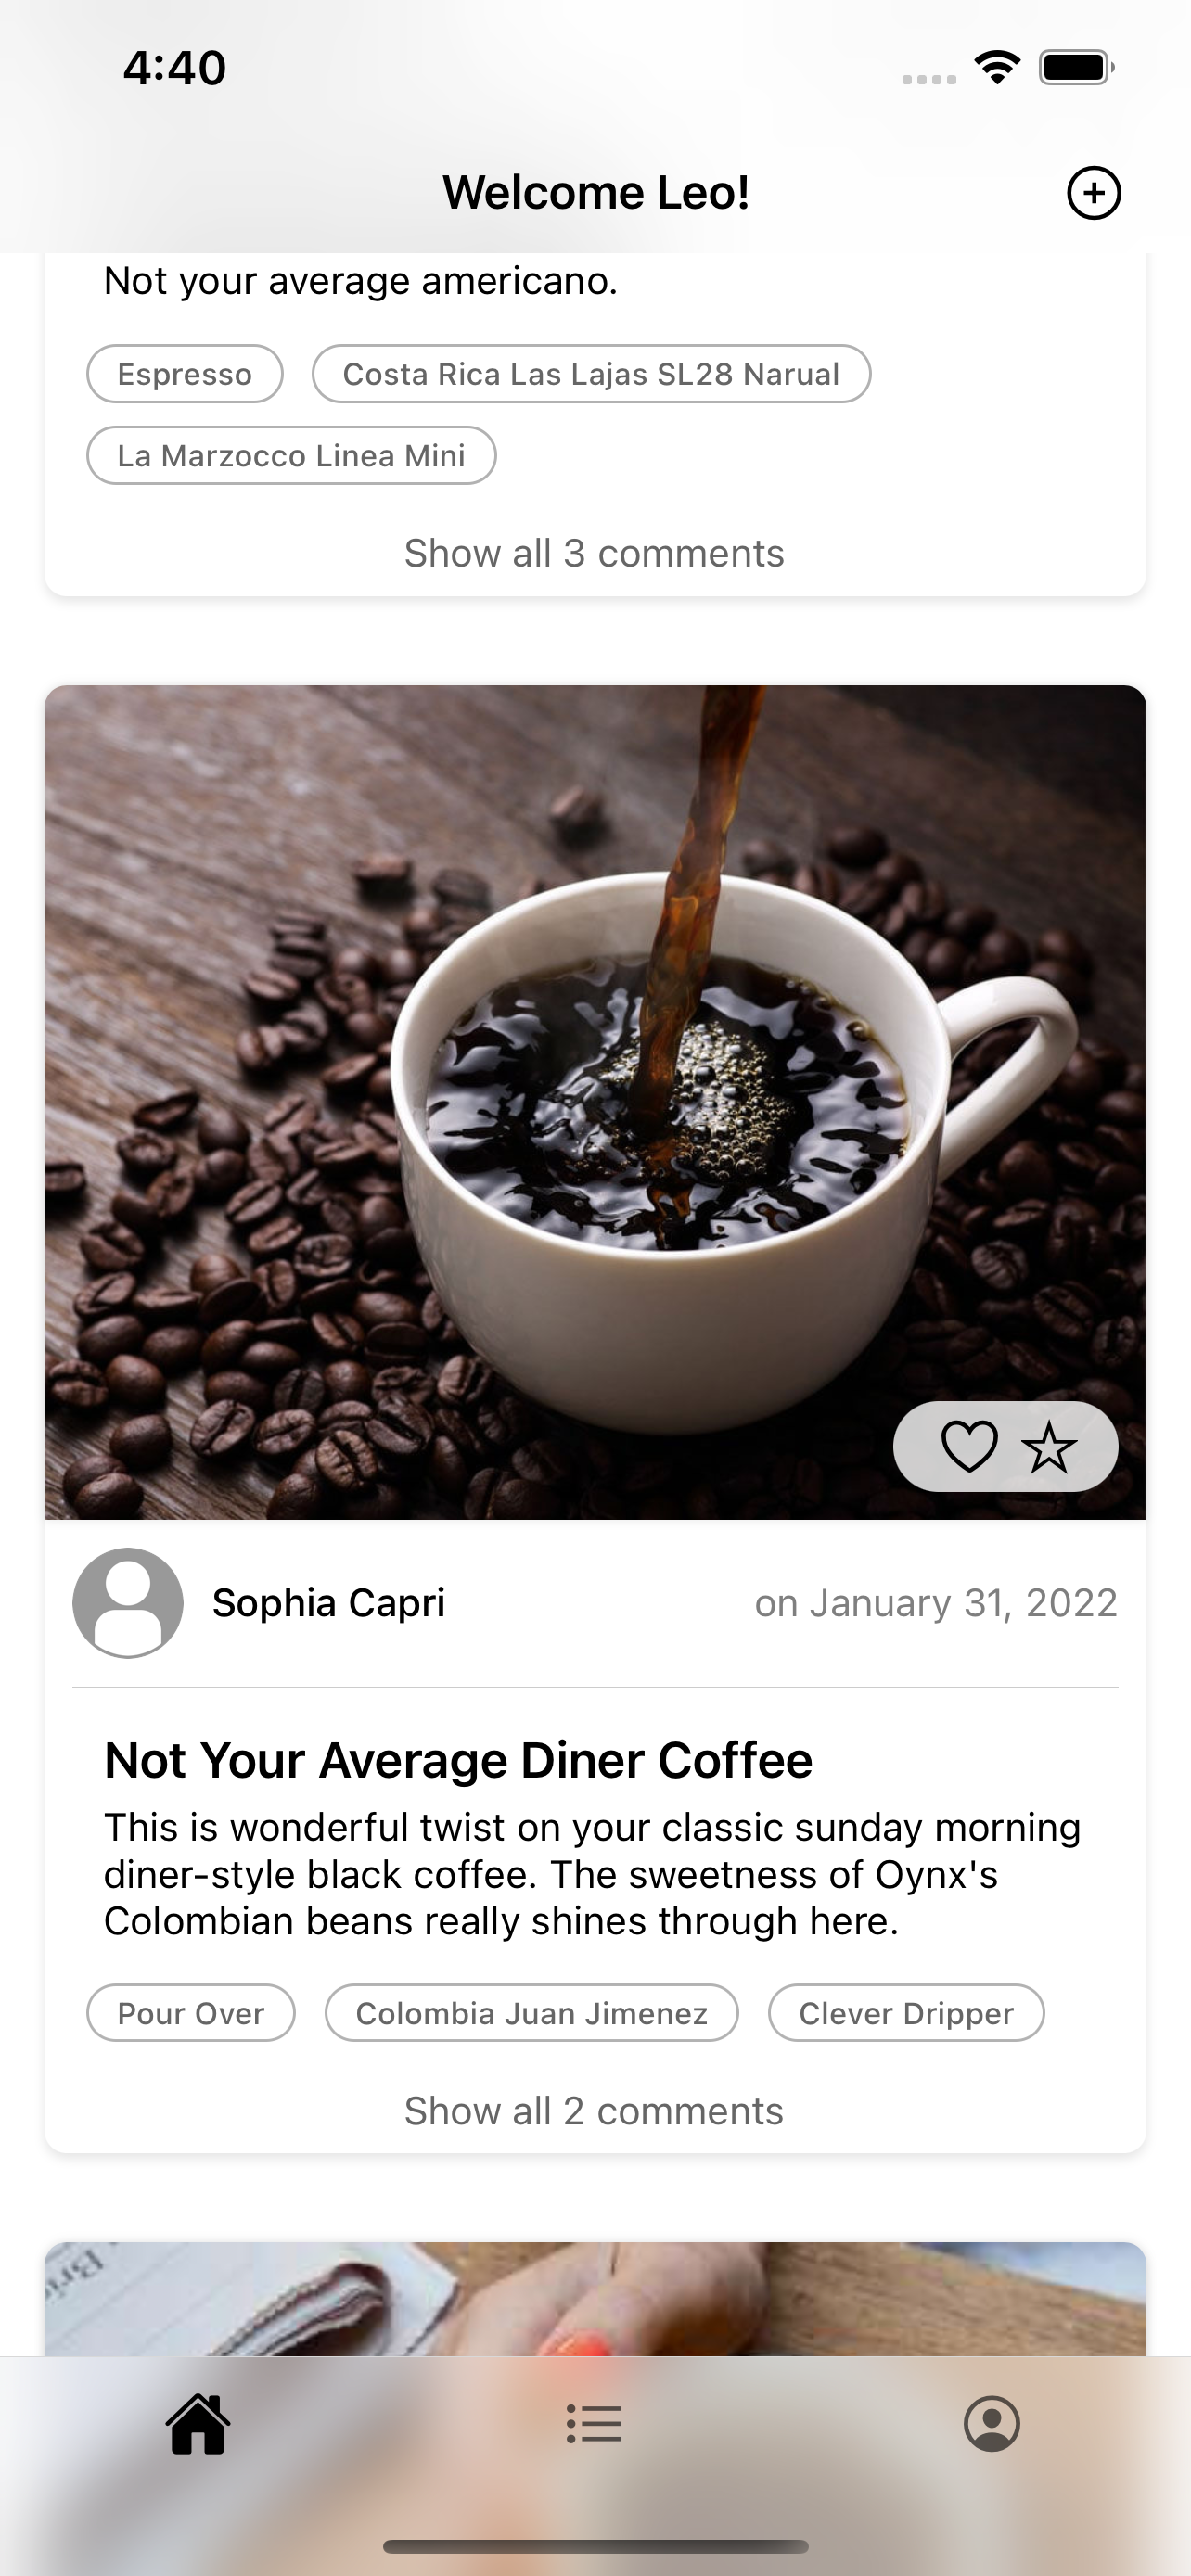 4:40
Welcome Leo!
Not your average americano.
Espresso
Costa Rica Las Lajas SL28 Narual
La Marzocco Linea Mini
Show all 3 comments
Sophia Capri
on January 31, 2022
Not Your Average Diner Coffee
This is wonderful twist on your classic sunday morning
diner-style black coffee. The sweetness of Oynx's
Colombian beans really shines through here.
Pour Over
Colombia Juan Jimenez
Clever Dripper
Show all 2 comments